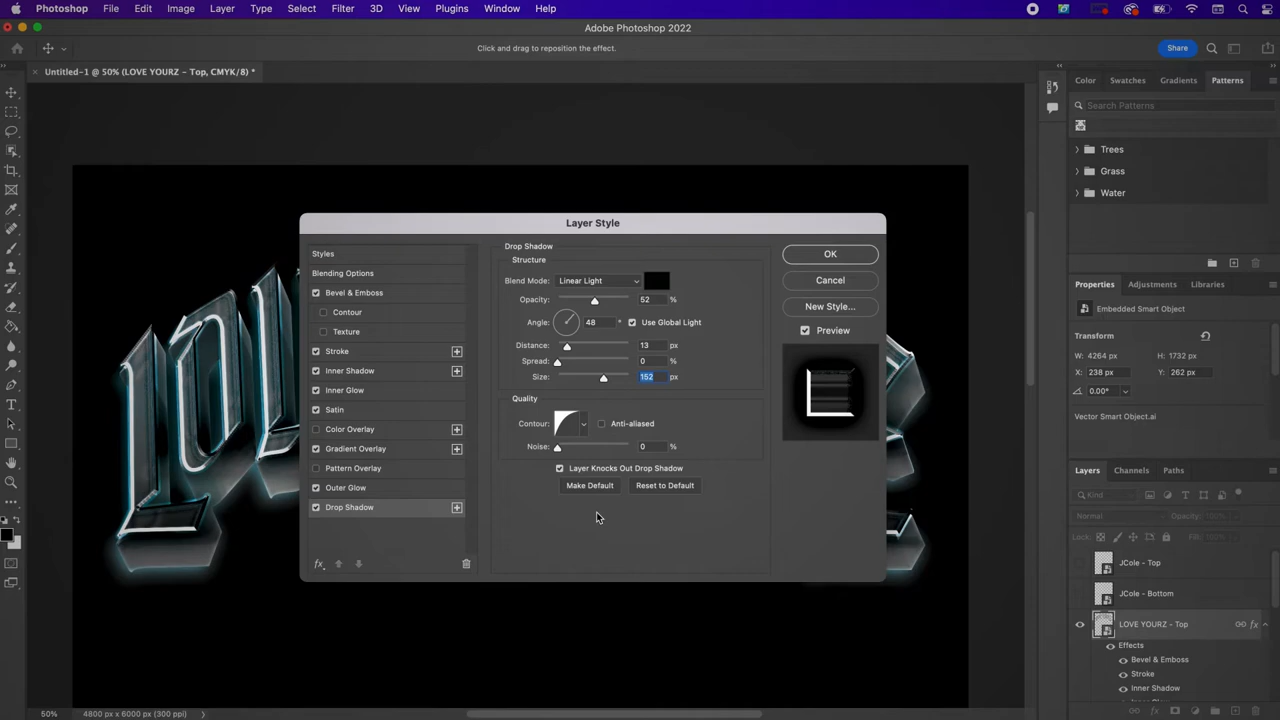 Photoshop File Edit Image Layer Type Select Filter 3D View Plugins Window Help
Adobe Photoshop 2022
Click and drag to reposition the effect.
Share
Untitled-1 @ 50% (LOVE YOURZ - Top, CMYK/8) *
Color Swatches Gradients Patterns
Search Patterns
Trees
Grass
Water
Layer Style
Styles
Blending Options
Bevel & Emboss
Contour
Texture
Stroke
Inner Shadow
Inner Glow
Satin
Color Overlay
Gradient Overlay
Pattern Overlay
Outer Glow
Drop Shadow
fx
Drop Shadow
Structure
Blend Mode: Linear Light
Opacity: 52 %
Angle: 48 ° Use Global Light
Distance: 13 px
Spread: 0 %
Size: 152 px
Quality
Contour: Anti-aliased
Noise: 0 %
Layer Knocks Out Drop Shadow
Make Default Reset to Default
OK
Cancel
New Style...
Preview
Properties Adjustments Libraries
Embedded Smart Object
Transform
W: 4264 px H: 1732 px
X: 238 px Y: 262 px
0.00°
Vector Smart Object.ai
Layers Channels Paths
Kind
Normal Opacity: 100%
Lock: Fill: 100%
JCole - Top
JCole - Bottom
LOVE YOURZ - Top fx
Effects
Bevel & Emboss
Stroke
Inner Shadow
fx
50% 4800 px x 6000 px (300 ppi)